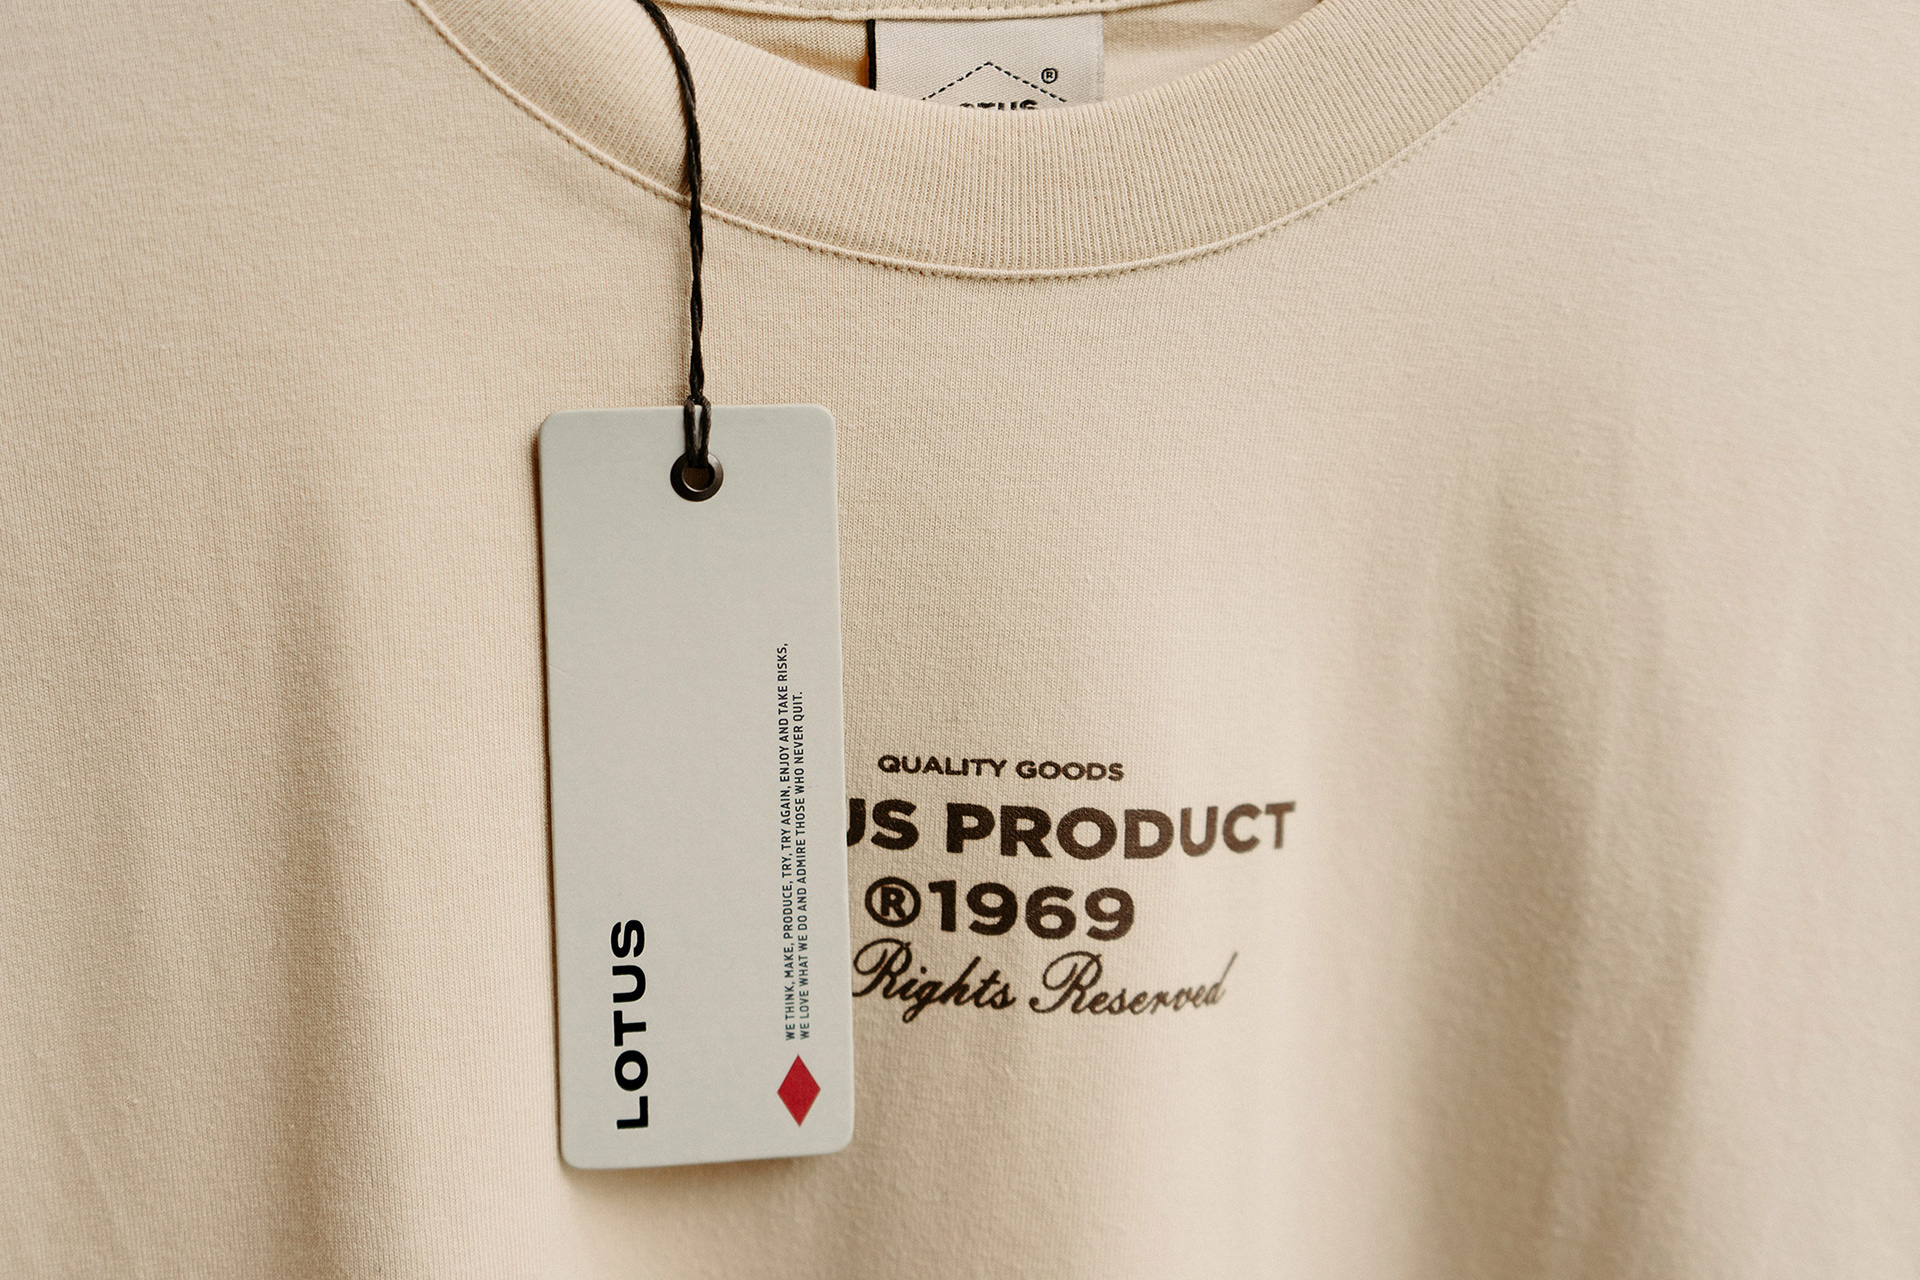 ®
LOTUS
WE THINK, MAKE, PRODUCE, TRY, TRY AGAIN, ENJOY AND TAKE RISKS,
WE LOVE WHAT WE DO AND ADMIRE THOSE WHO NEVER QUIT.
QUALITY GOODS
US PRODUCT
®1969
Rights Reserved